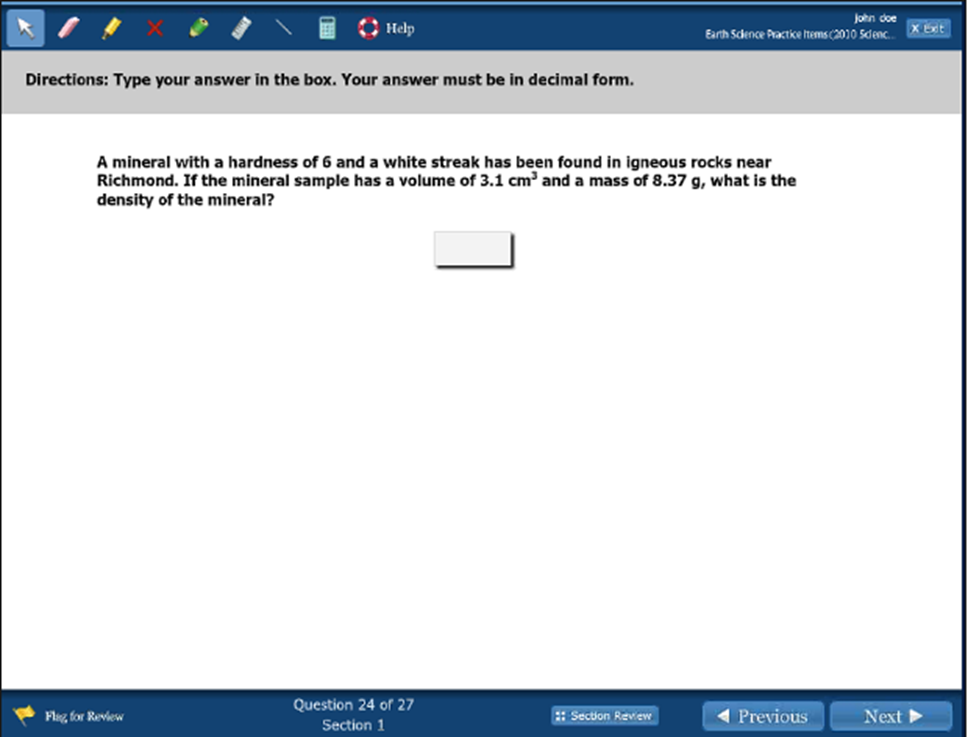 Help
John doe
Earth Science Practice Items (2010 Scienc...
X Exit
Directions: Type your answer in the box. Your answer must be in decimal form.
A mineral with a hardness of 6 and a white streak has been found in igneous rocks near
Richmond. If the mineral sample has a volume of 3.1 cm³ and a mass of 8.37 g, what is the
density of the mineral?
Flag for Review
Question 24 of 27
Section 1
Section Review
Previous
Next